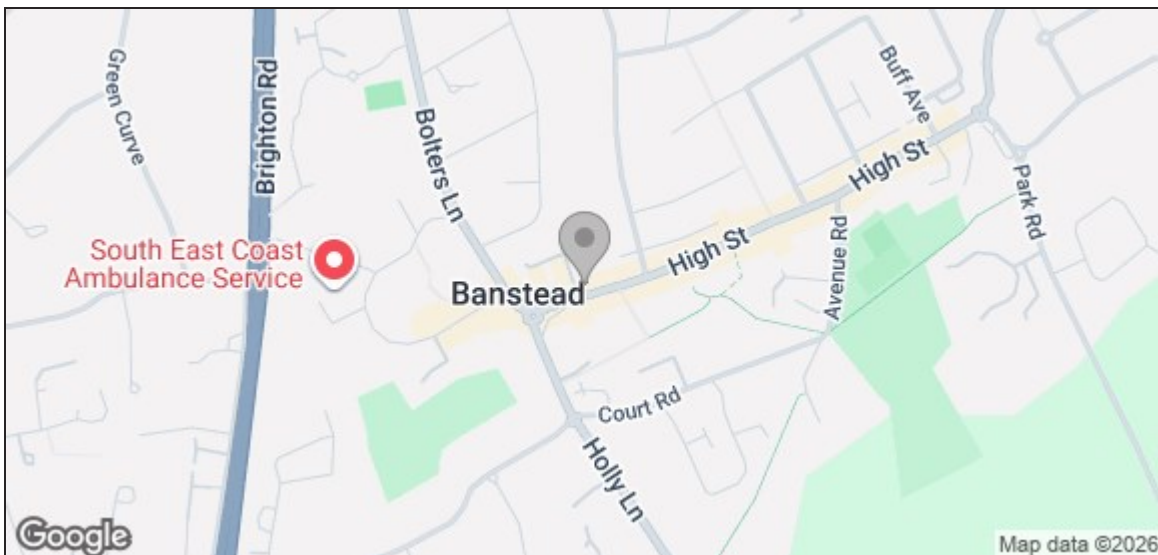 Green Curve
Brighton Rd
Bolters Ln
Buff Ave
High St
Park Rd
South East Coast
Ambulance Service
High St
Avenue Rd
Banstead
Court Rd
Holly Ln
Google
Map data ©2026